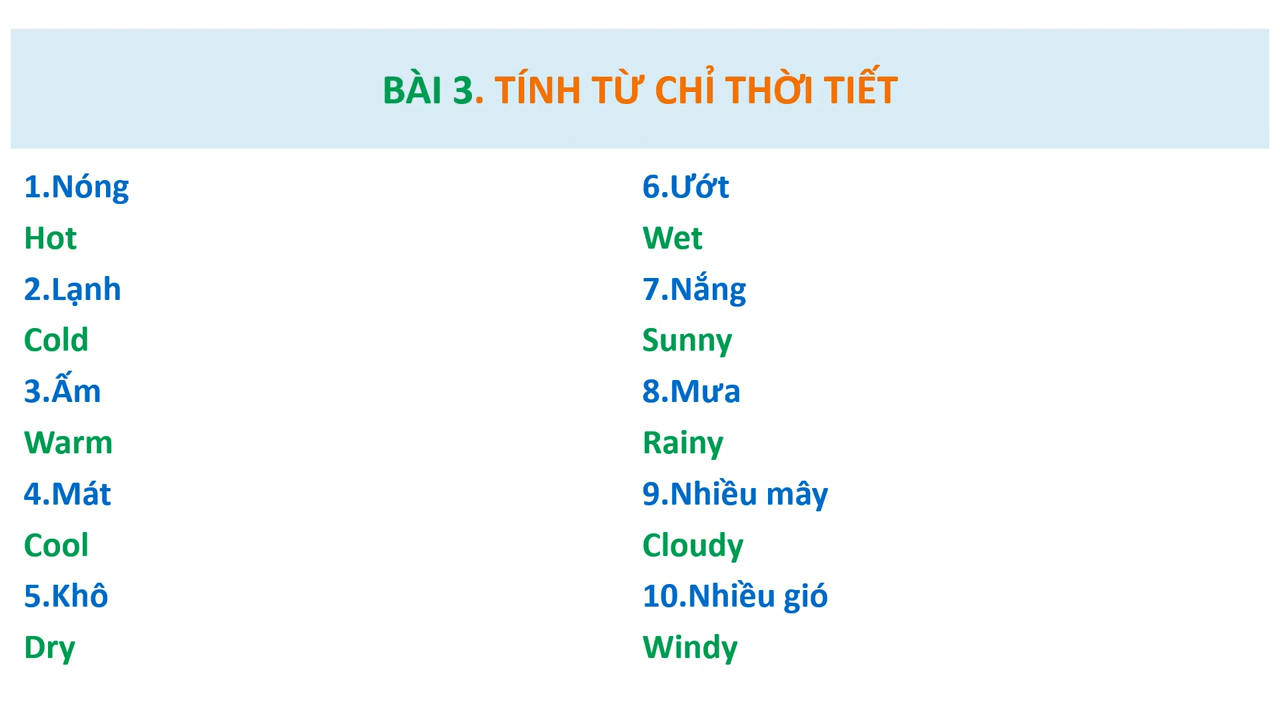 BÀI 3. TÍNH TỪ CHỈ THỜI TIẾT
1.Nóng
Hot
2.Lạnh
Cold
3.Ấm
Warm
4.Mát
Cool
5.Khô
Dry
6.Ướt
Wet
7.Nắng
Sunny
8.Mưa
Rainy
9.Nhiều mây
Cloudy
10.Nhiều gió
Windy